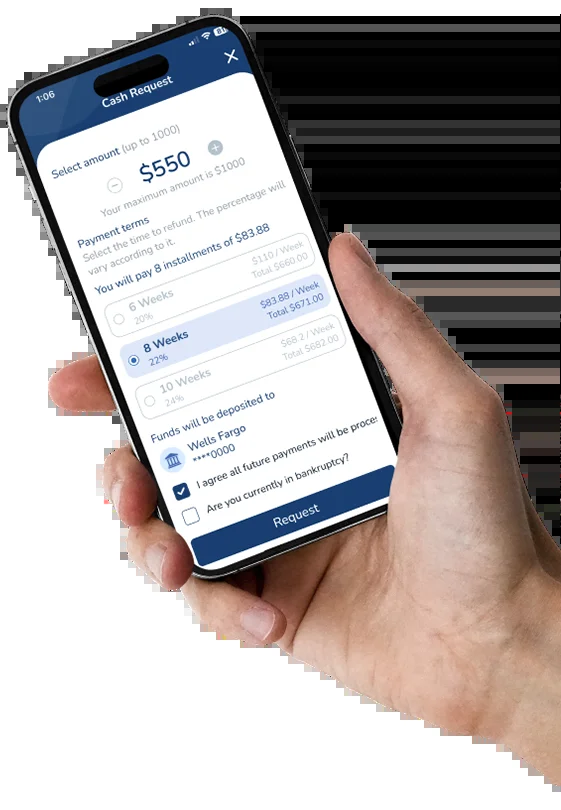 1:06
Cash Request
Select amount (up to 1000)
$550
Your maximum amount is $1000
Payment terms
Select the time to refund. The percentage will
vary according to it.
You will pay 8 installments of $83.88
6 Weeks
20%
$110 / Week
Total $660.00
8 Weeks
22%
$83.88 / Week
Total $671.00
10 Weeks
24%
$68.2 / Week
Total $682.00
Funds will be deposited to
Wells Fargo
****0000
I agree all future payments will be
Are you currently in bankruptcy?
Request